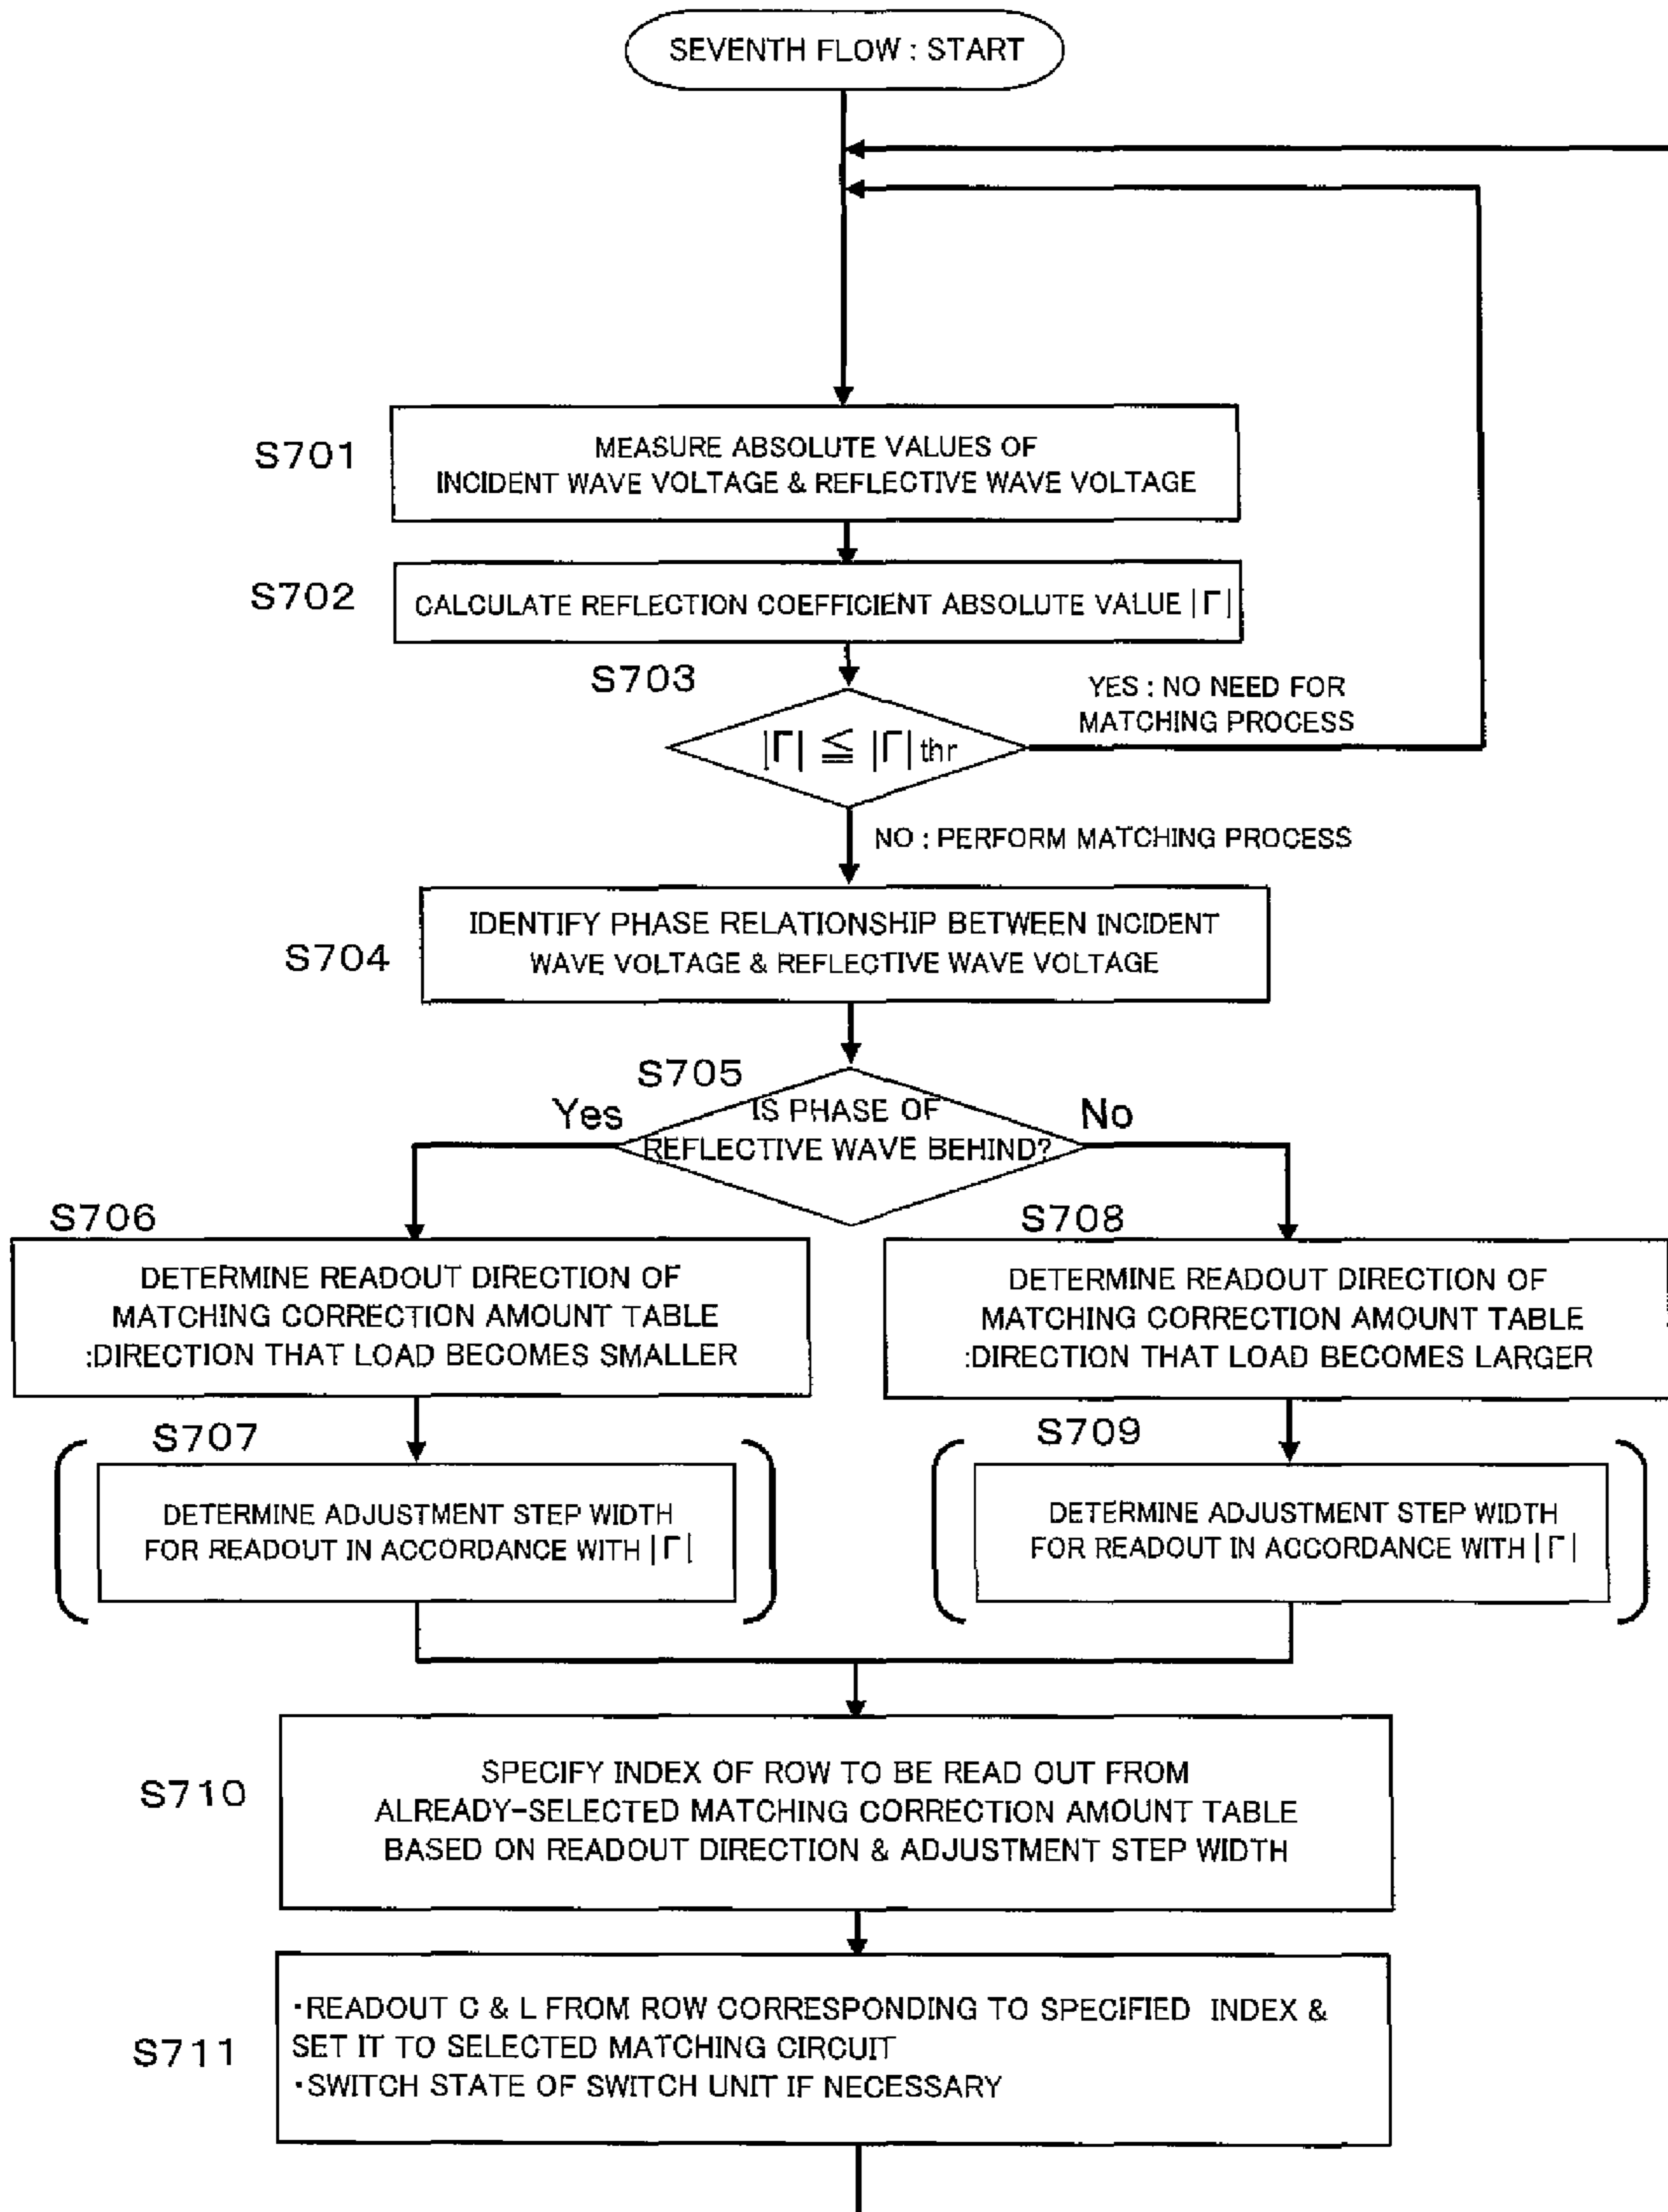 SEVENTH FLOW : START
S701
MEASURE ABSOLUTE VALUES OF
INCIDENT WAVE VOLTAGE & REFLECTIVE WAVE VOLTAGE
S702
CALCULATE REFLECTION COEFFICIENT ABSOLUTE VALUE |Γ|
S703
|Γ| ≦ |Γ| thr
YES : NO NEED FOR
MATCHING PROCESS
NO : PERFORM MATCHING PROCESS
S704
IDENTIFY PHASE RELATIONSHIP BETWEEN INCIDENT
WAVE VOLTAGE & REFLECTIVE WAVE VOLTAGE
S705
Yes
IS PHASE OF
REFLECTIVE WAVE BEHIND?
No
S706
DETERMINE READOUT DIRECTION OF
MATCHING CORRECTION AMOUNT TABLE
:DIRECTION THAT LOAD BECOMES SMALLER
S708
DETERMINE READOUT DIRECTION OF
MATCHING CORRECTION AMOUNT TABLE
:DIRECTION THAT LOAD BECOMES LARGER
S707
DETERMINE ADJUSTMENT STEP WIDTH
FOR READOUT IN ACCORDANCE WITH |Γ|
S709
DETERMINE ADJUSTMENT STEP WIDTH
FOR READOUT IN ACCORDANCE WITH |Γ|
S710
SPECIFY INDEX OF ROW TO BE READ OUT FROM
ALREADY-SELECTED MATCHING CORRECTION AMOUNT TABLE
BASED ON READOUT DIRECTION & ADJUSTMENT STEP WIDTH
S711
・READOUT C & L FROM ROW CORRESPONDING TO SPECIFIED INDEX &
SET IT TO SELECTED MATCHING CIRCUIT
・SWITCH STATE OF SWITCH UNIT IF NECESSARY